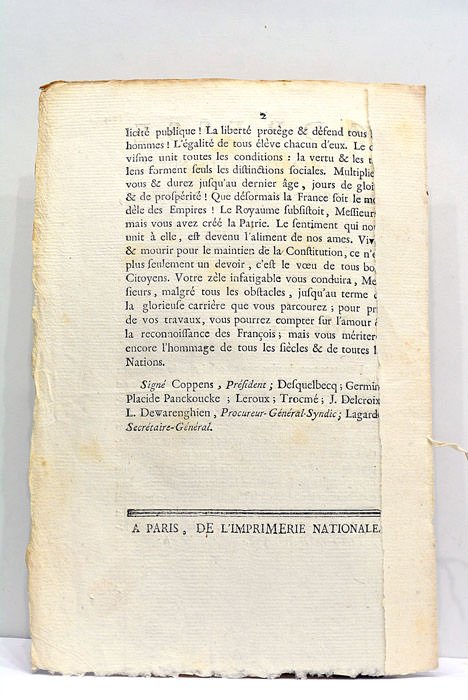 2
licité publique ! La liberté protège & défend tous l
hommes ! L'égalité de tous élève chacun d'eux. Le c
visme unit toutes les conditions : la vertu & les t
lens forment seuls les distinctions sociales. Multiplie
vous & durez jusqu'au dernier âge, jours de gloi
& de prospérité ! Que désormais la France soit le mo
dèle des Empires ! Le Royaume subsistoit, Messieurs
mais vous avez créé la Patrie. Le sentiment qui nou
unit à elle, est devenu l'aliment de nos ames. Viv
& mourir pour le maintien de la Constitution, ce n'e
plus seulement un devoir, c'est le vœu de tous bo
Citoyens. Votre zèle infatigable vous conduira, Me
sieurs, malgré tous les obstacles, jusqu'au terme d
la glorieuse carrière que vous parcourez ; pour pri
de vos travaux, vous pourrez compter sur l'amour &
la reconnoissance des François ; mais vous mériter
encore l'hommage de tous les siècles & de toutes l
Nations.
Signé Coppens, Président ; Desquelbecq ; Germin
Placide Panckoucke ; Leroux ; Trocmé ; J. Delcroix
L. Dewarenghien, Procureur-Général-Syndic ; Lagarde
Secrétaire-Général.
A PARIS, DE L'IMPRIMERIE NATIONALE.